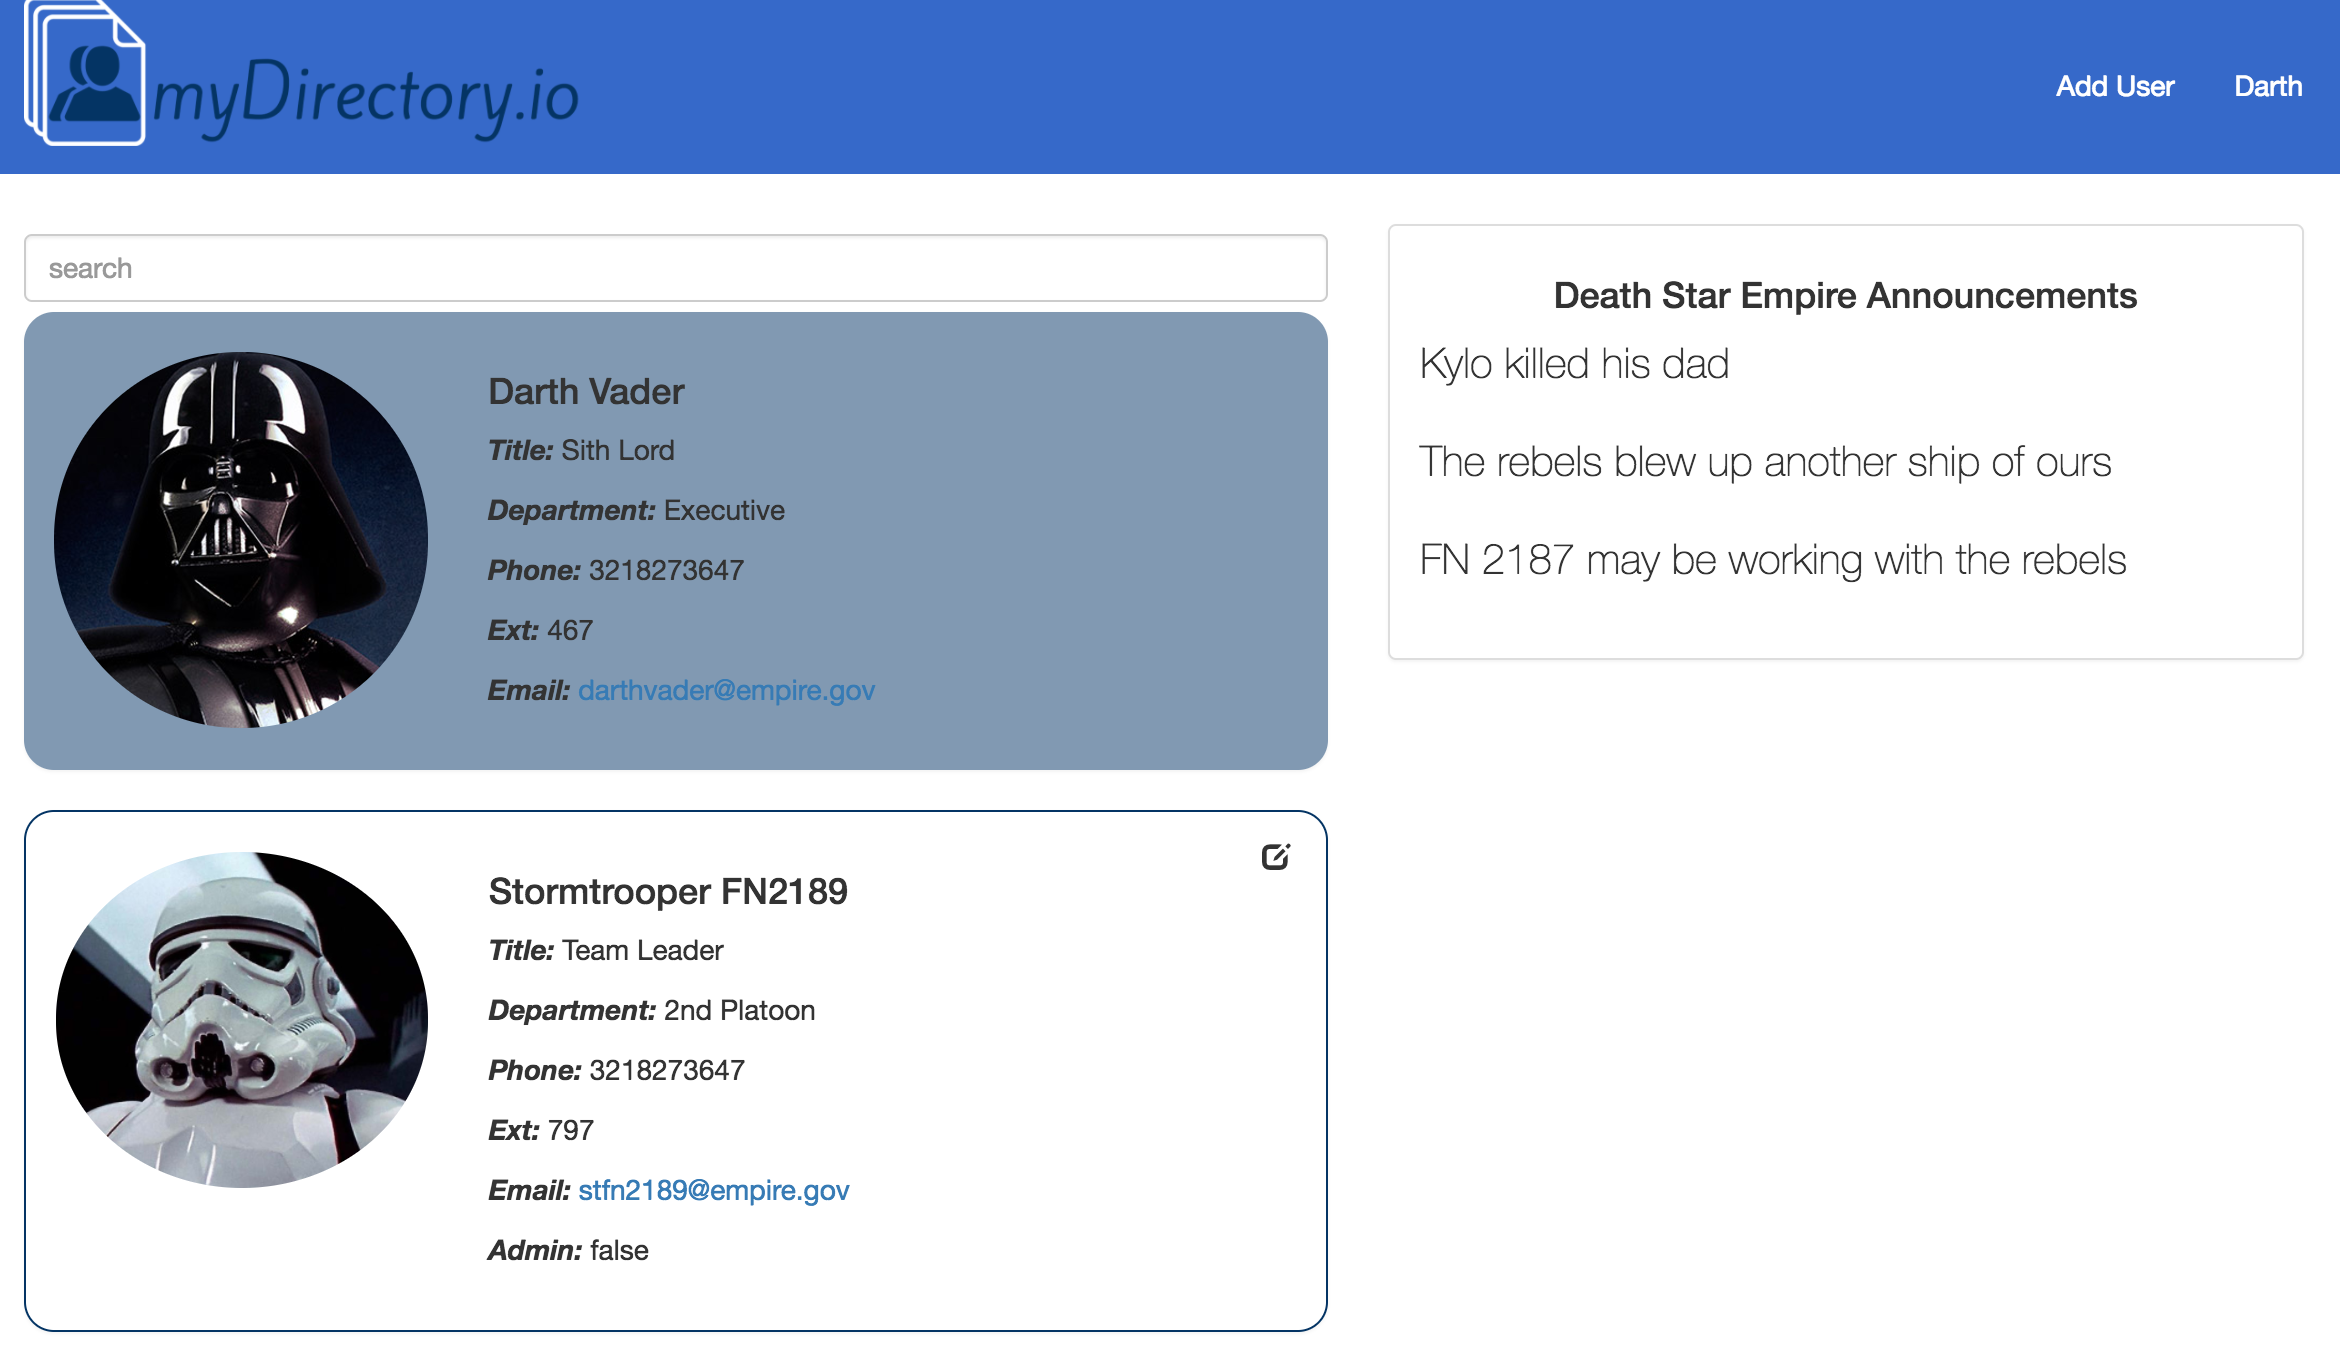 myDirectory.io
Add User
Darth
search
Darth Vader
Title: Sith Lord
Department: Executive
Phone: 3218273647
Ext: 467
Email: darthvader@empire.gov
Stormtrooper FN2189
Title: Team Leader
Department: 2nd Platoon
Phone: 3218273647
Ext: 797
Email: stfn2189@empire.gov
Admin: false
Death Star Empire Announcements
Kylo killed his dad
The rebels blew up another ship of ours
FN 2187 may be working with the rebels